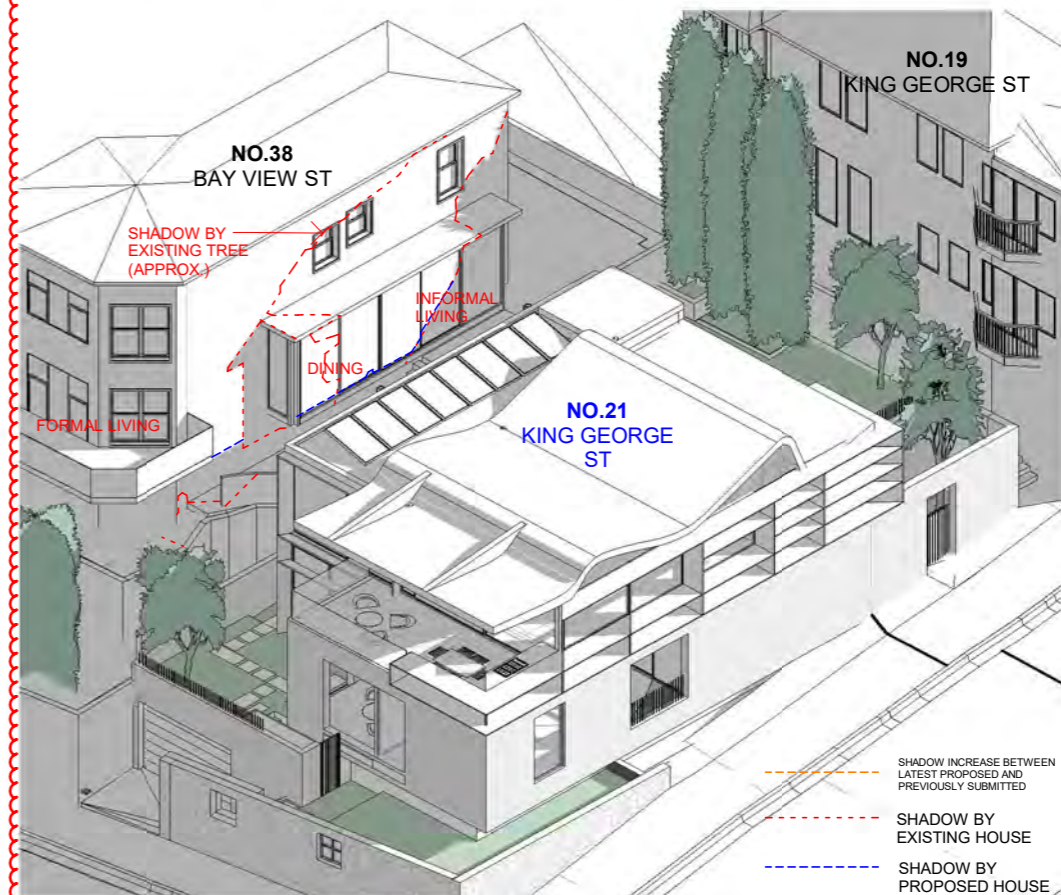 NO.19
KING GEORGE ST
NO.38
BAY VIEW ST
SHADOW BY
EXISTING TREE
(APPROX.)
INFORMAL
LIVING
DINING
FORMAL LIVING
NO.21
KING GEORGE
ST
SHADOW INCREASE BETWEEN
LATEST PROPOSED AND
PREVIOUSLY SUBMITTED
SHADOW BY
EXISTING HOUSE
SHADOW BY
PROPOSED HOUSE